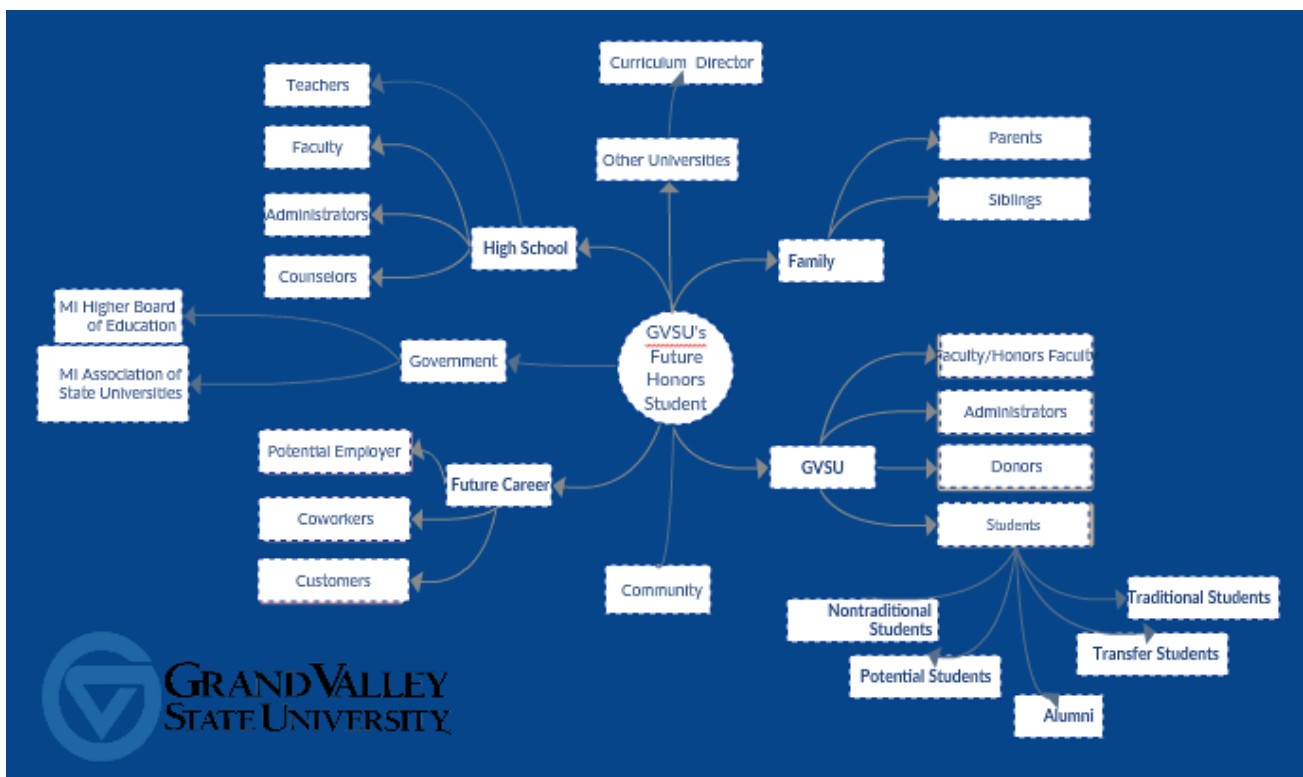 Curriculum Director
Teachers
Parents
Faculty
Other Universities
Siblings
Administrators
High School
Family
Counselors
MI Higher Board
of Education
GVSU's
Future
Honors
Student
Government
MI Association of
State Universities
Faculty/Honors Faculty
Administrators
Potential Employer
Future Career
GVSU
Donors
Coworkers
Students
Customers
Community
Traditional Students
Nontraditional
Students
Transfer Students
Potential Students
Alumni
GRAND VALLEY
STATE UNIVERSITY